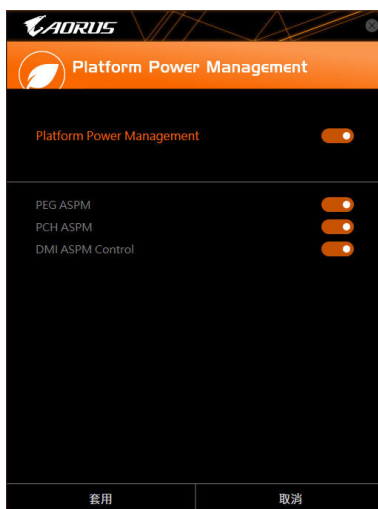 AORUS
Platform Power Management
Platform Power Management
PEG ASPM
PCH ASPM
DMI ASPM Control
套用 取消